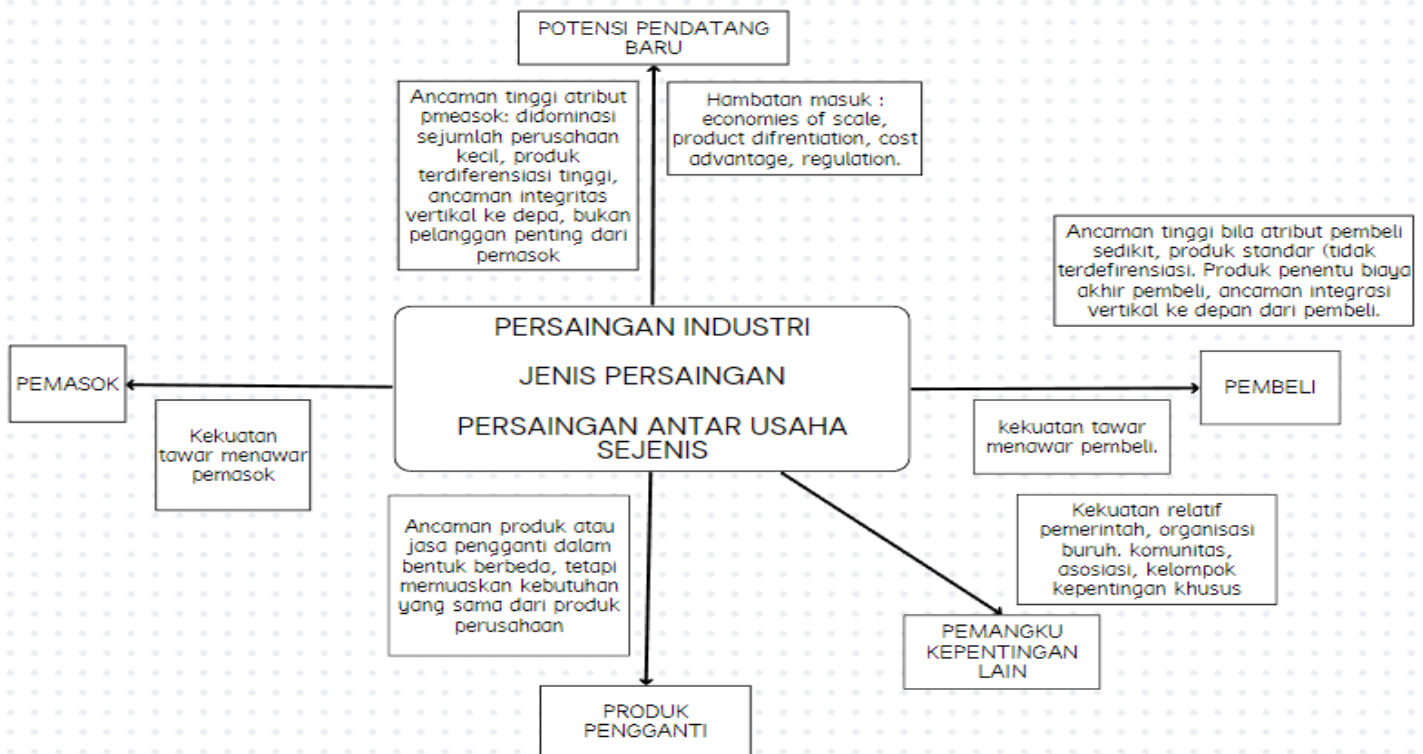 POTENSI PENDATANG
BARU
Ancaman tinggi atribut
pmeasok: didominasi
sejumlah perusahaan
kecil, produk
terdiferensiasi tinggi,
ancaman integritas
vertikal ke depa, bukan
pelanggan penting dari
pemasok
Hambatan masuk :
economies of scale,
product difrentiation, cost
advantage, regulation.
Ancaman tinggi bila atribut pembeli
sedikit, produk standar (tidak
terdefirensiasi. Produk penentu biaya
akhir pembeli, ancaman integrasi
vertikal ke depan dari pembeli.
PERSAINGAN INDUSTRI
JENIS PERSAINGAN
PERSAINGAN ANTAR USAHA
SEJENIS
PEMASOK
PEMBELI
Kekuatan
tawar menawar
pemasok
kekuatan tawar
menawar pembeli.
Ancaman produk atau
jasa pengganti dalam
bentuk berbeda, tetapi
memuaskan kebutuhan
yang sama dari produk
perusahaan
Kekuatan relatif
pemerintah, organisasi
buruh. komunitas,
asosiasi, kelompok
kepentingan khusus
PEMANGKU
KEPENTINGAN
LAIN
PRODUK
PENGGANTI